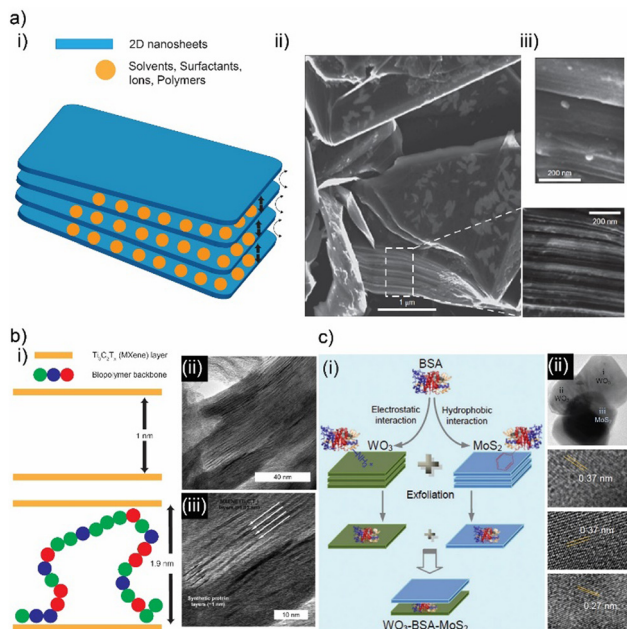 a)
i)
2D nanosheets
Solvents, Surfactants,
Ions, Polymers
ii)
1 μm
iii)
200 nm
200 nm
b)
i)
Ti3C2Tx (MXene) layer
Biopolymer backbone
1 nm
1.9 nm
(ii)
40 nm
(iii)
Synthetic protein
layers (~1 nm)
10 nm
c)
(i)
BSA
Electrostatic
interaction
Hydrophobic
interaction
WO3
MoS2
Exfoliation
WO3-BSA-MoS2
(ii)
i
WO3
ii
WO3
iii
MoS2
0.37 nm
0.37 nm
0.27 nm